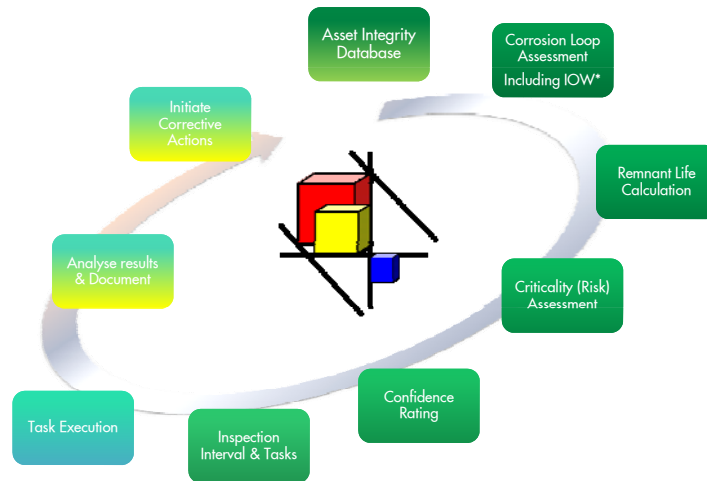 Asset Integrity
Database
Corrosion Loop
Assessment
Including IOW*
Remnant Life
Calculation
Criticality (Risk)
Assessment
Confidence
Rating
Inspection
Interval & Tasks
Task Execution
Analyse results
& Document
Initiate
Corrective
Actions